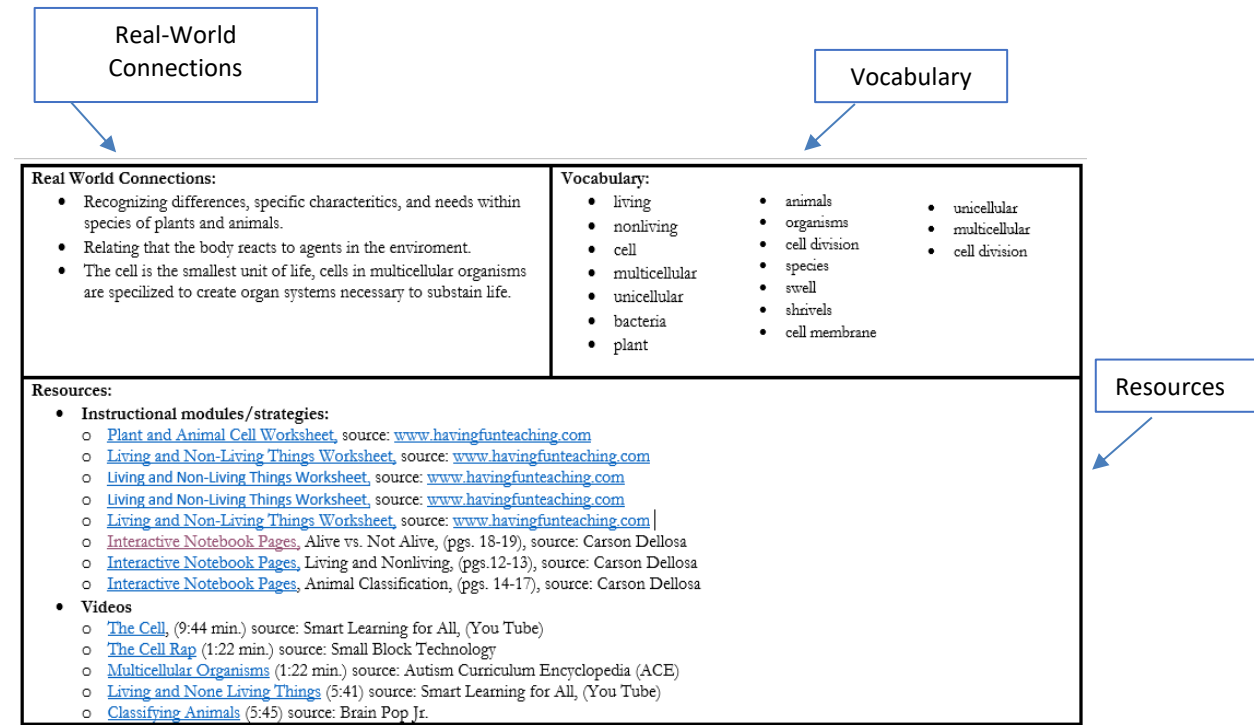 Real-World
Connections
Vocabulary
Real World Connections:
• Recognizing differences, specific characteritics, and needs within
species of plants and animals.
• Relating that the body reacts to agents in the enviroment.
• The cell is the smallest unit of life, cells in multicellular organisms
are specilized to create organ systems necessary to substain life.
Vocabulary:
• living
• nonliving
• cell
• multicellular
• unicellular
• bacteria
• plant
• animals
• organisms
• cell division
• species
• swell
• shrivels
• cell membrane
• unicellular
• multicellular
• cell division
Resources
Resources:
• Instructional modules/strategies:
o Plant and Animal Cell Worksheet, source: www.havingfunteaching.com
o Living and Non-Living Things Worksheet, source: www.havingfunteaching.com
o Living and Non-Living Things Worksheet, source: www.havingfunteaching.com
o Living and Non-Living Things Worksheet, source: www.havingfunteaching.com
o Living and Non-Living Things Worksheet, source: www.havingfunteaching.com
o Interactive Notebook Pages, Alive vs. Not Alive, (pgs. 18-19), source: Carson Dellosa
o Interactive Notebook Pages, Living and Nonliving, (pgs.12-13), source: Carson Dellosa
o Interactive Notebook Pages, Animal Classification, (pgs. 14-17), source: Carson Dellosa
• Videos
o The Cell, (9:44 min.) source: Smart Learning for All, (You Tube)
o The Cell Rap (1:22 min.) source: Small Block Technology
o Multicellular Organisms (1:22 min.) source: Autism Curriculum Encyclopedia (ACE)
o Living and None Living Things (5:41) source: Smart Learning for All, (You Tube)
o Classifying Animals (5:45) source: Brain Pop Jr.